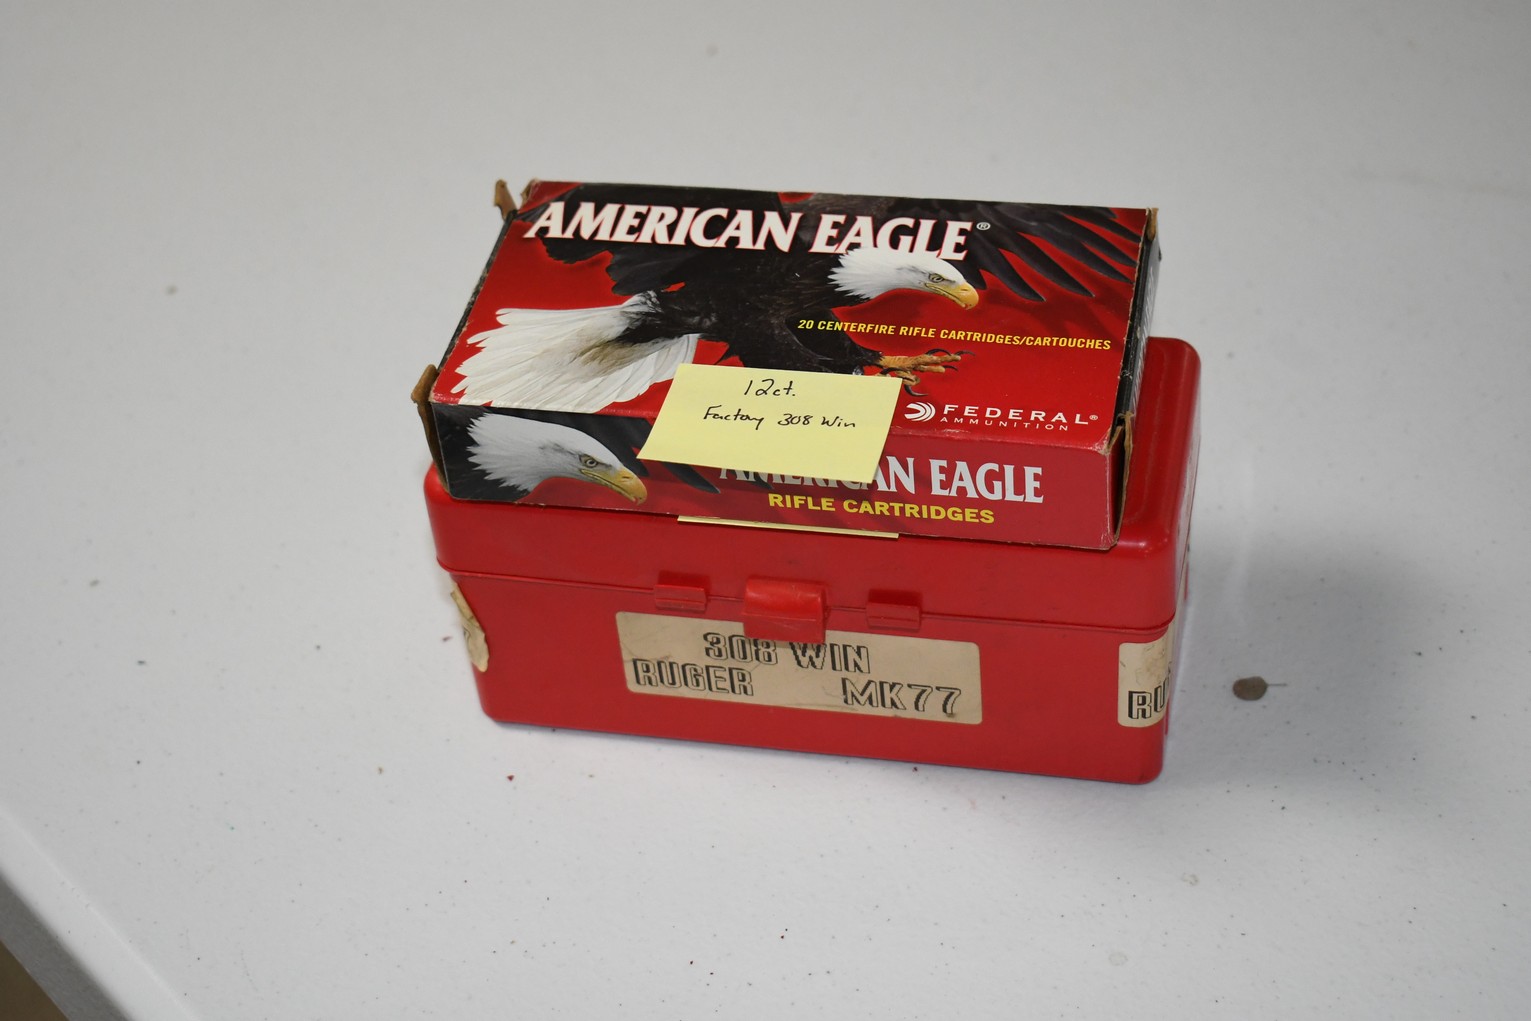 AMERICAN EAGLE®
20 CENTERFIRE RIFLE CARTRIDGES/CARTOUCHES
12ct.
Factory 308 Win
FEDERAL®
AMMUNITION
AMERICAN EAGLE
RIFLE CARTRIDGES
308 WIN
RUGER MK77
RU